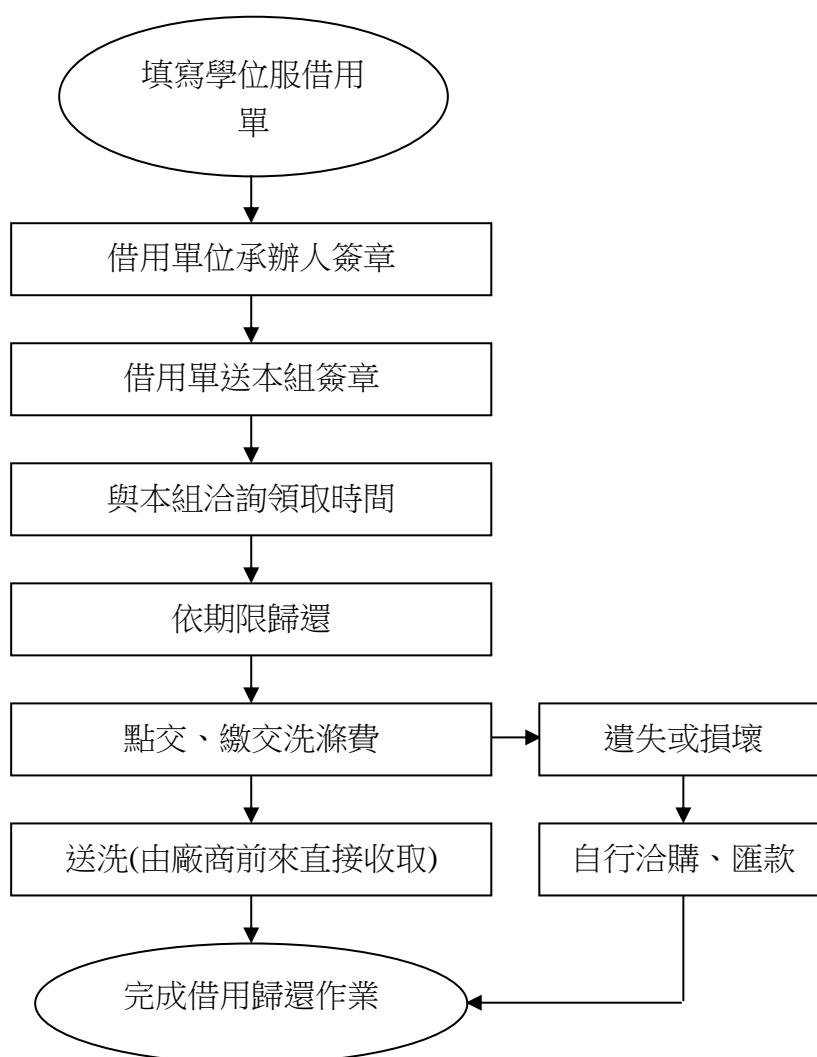 填寫學位服借用
單
借用單位承辦人簽章
借用單送本組簽章
與本組洽詢領取時間
依期限歸還
點交、繳交洗滌費
遺失或損壞
送洗(由廠商前來直接收取)
自行洽購、匯款
完成借用歸還作業